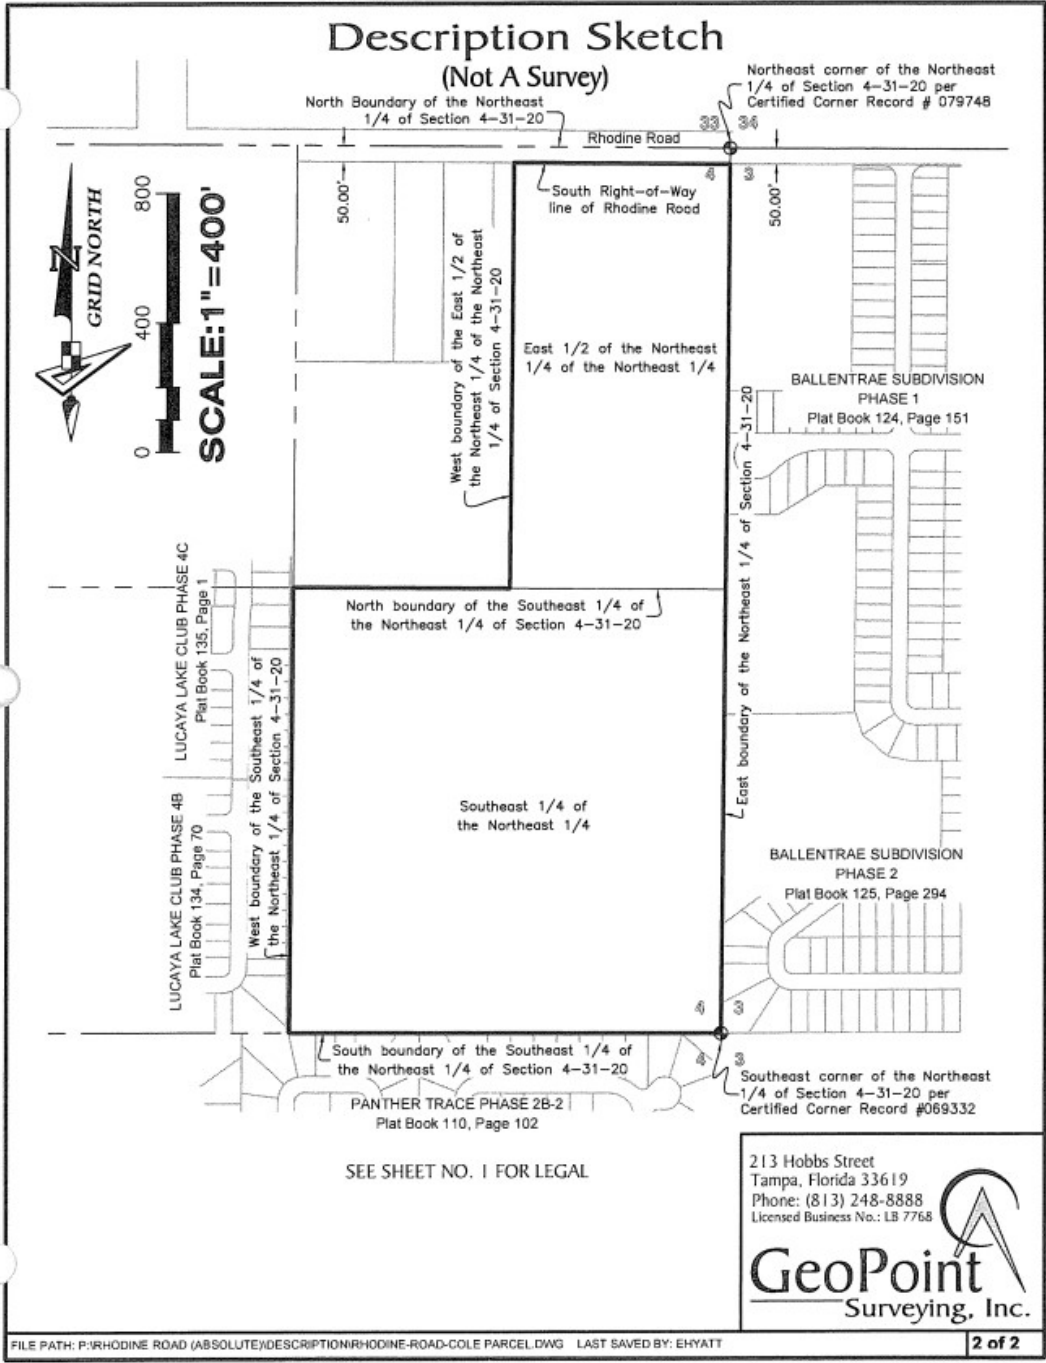 Description Sketch
(Not A Survey)
Northeast corner of the Northeast
1/4 of Section 4-31-20 per
Certified Corner Record # 079748
North Boundary of the Northeast
1/4 of Section 4-31-20
33 34
Rhodine Road
4 3
50.00'
South Right-of-Way
line of Rhodine Road
50.00'
N
GRID NORTH
0 400 800
SCALE:1"=400'
West boundary of the East 1/2 of
the Northeast 1/4 of the Northeast
1/4 of Section 4-31-20
East 1/2 of the Northeast
1/4 of the Northeast 1/4
BALLENTRAE SUBDIVISION
PHASE 1
Plat Book 124, Page 151
East boundary of the Northeast 1/4 of Section 4-31-20
LUCAYA LAKE CLUB PHASE 4C
Plat Book 135, Page 1
North boundary of the Southeast 1/4 of
the Northeast 1/4 of Section 4-31-20
West boundary of the Southeast 1/4 of
the Northeast 1/4 of Section 4-31-20
Southeast 1/4 of
the Northeast 1/4
LUCAYA LAKE CLUB PHASE 4B
Plat Book 134, Page 70
BALLENTRAE SUBDIVISION
PHASE 2
Plat Book 125, Page 294
4 3
4 3
South boundary of the Southeast 1/4 of
the Northeast 1/4 of Section 4-31-20
Southeast corner of the Northeast
1/4 of Section 4-31-20 per
Certified Corner Record #069332
PANTHER TRACE PHASE 2B-2
Plat Book 110, Page 102
SEE SHEET NO. 1 FOR LEGAL
213 Hobbs Street
Tampa, Florida 33619
Phone: (813) 248-8888
Licensed Business No.: LB 7768
GeoPoint
Surveying, Inc.
FILE PATH: P:\RHODINE ROAD (ABSOLUTE)\DESCRIPTION\RHODINE-ROAD-COLE PARCEL.DWG LAST SAVED BY: EHYATT
2 of 2